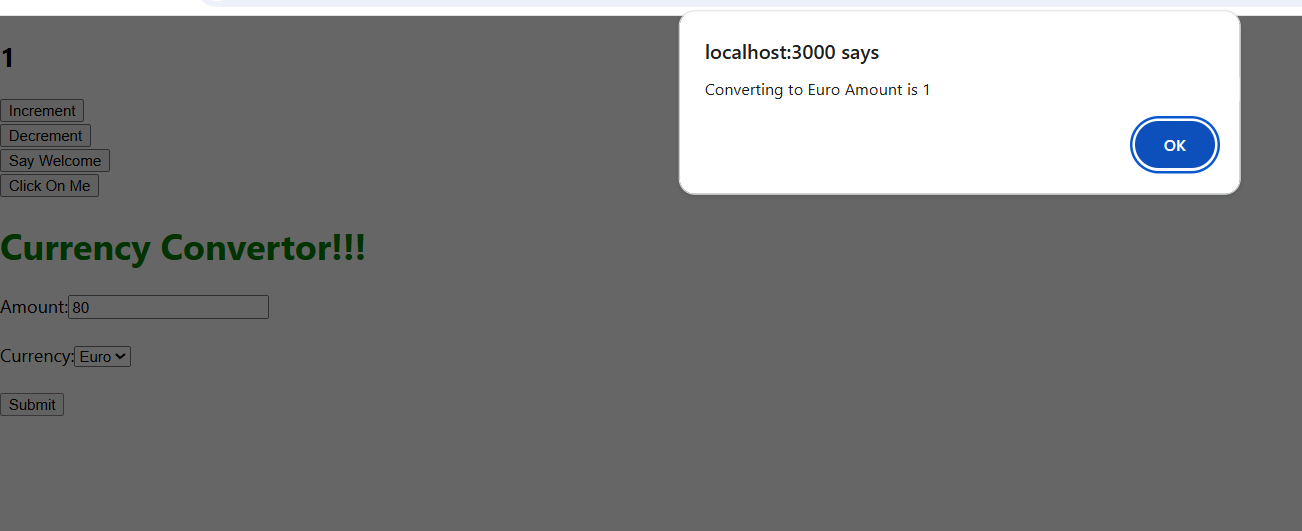 localhost:3000 says
Converting to Euro Amount is 1
OK
1
Increment
Decrement
Say Welcome
Click On Me
Currency Convertor!!!
Amount:80
Currency:Euro
Submit